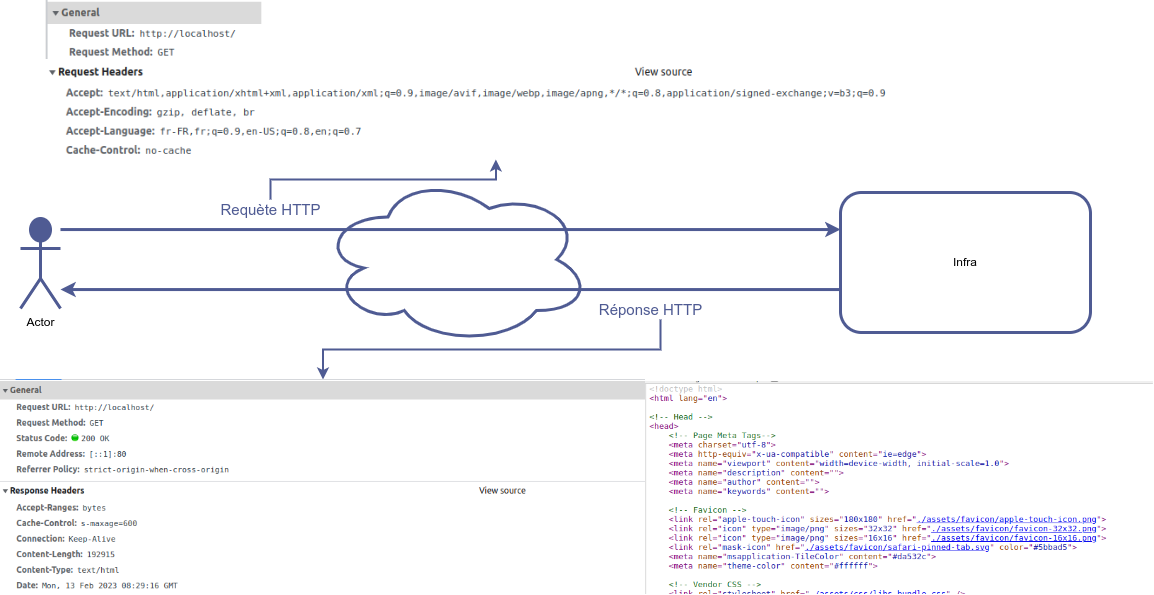 General
Request URL: http://localhost/
Request Method: GET
Request Headers View source
Accept: text/html,application/xhtml+xml,application/xml;q=0.9,image/avif,image/webp,image/apng,*/*;q=0.8,application/signed-exchange;v=b3;q=0.9
Accept-Encoding: gzip, deflate, br
Accept-Language: fr-FR,fr;q=0.9,en-US;q=0.8,en;q=0.7
Cache-Control: no-cache
Requète HTTP
Infra
Réponse HTTP
Actor
General
Request URL: http://localhost/
Request Method: GET
Status Code: 200 OK
Remote Address: [::1]:80
Referrer Policy: strict-origin-when-cross-origin
Response Headers View source
Accept-Ranges: bytes
Cache-Control: s-maxage=600
Connection: Keep-Alive
Content-Length: 192915
Content-Type: text/html
Date: Mon, 13 Feb 2023 08:29:16 GMT
<!doctype html>
<html lang="en">
<!-- Head -->
<head>
<!-- Page Meta Tags-->
<meta charset="utf-8">
<meta http-equiv="x-ua-compatible" content="ie=edge">
<meta name="viewport" content="width=device-width, initial-scale=1.0">
<meta name="description" content="">
<meta name="author" content="">
<meta name="keywords" content="">
<!-- Favicon -->
<link rel="apple-touch-icon" sizes="180x180" href="./assets/favicon/apple-touch-icon.png">
<link rel="icon" type="image/png" sizes="32x32" href="./assets/favicon/favicon-32x32.png">
<link rel="icon" type="image/png" sizes="16x16" href="./assets/favicon/favicon-16x16.png">
<link rel="mask-icon" href="./assets/favicon/safari-pinned-tab.svg" color="#5bbad5">
<meta name="msapplication-TileColor" content="#da532c">
<meta name="theme-color" content="#ffffff">
<!-- Vendor CSS -->
<link rel="stylesheet" href="./assets/css/libs.bundle.css" />